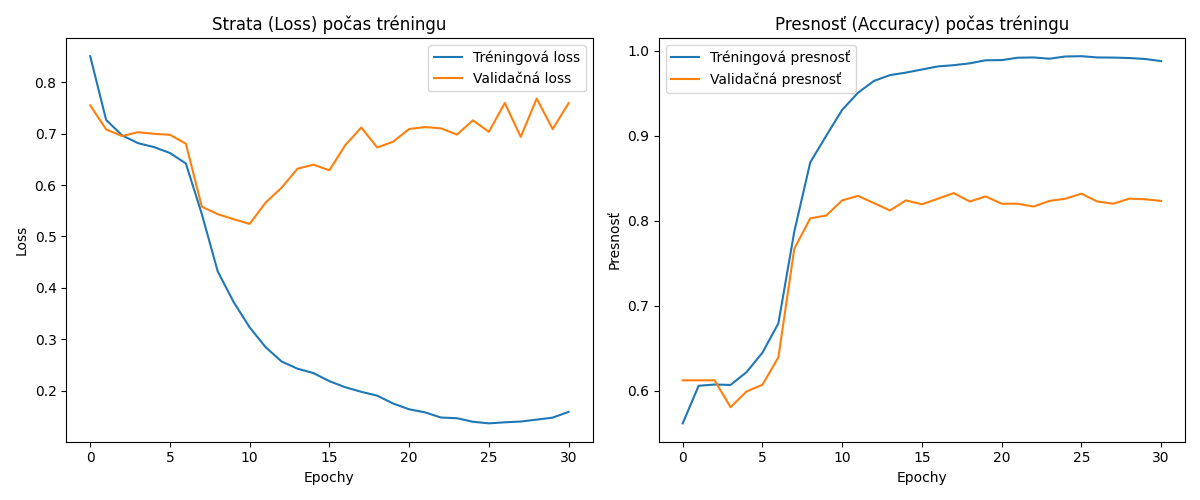 Strata (Loss) počas tréningu
Tréningová loss
Validačná loss
0.8
0.7
0.6
0.5
0.4
0.3
0.2
Loss
0 5 10 15 20 25 30
Epochy
Presnosť (Accuracy) počas tréningu
Tréningová presnosť
Validačná presnosť
1.0
0.9
0.8
0.7
0.6
Presnosť
0 5 10 15 20 25 30
Epochy